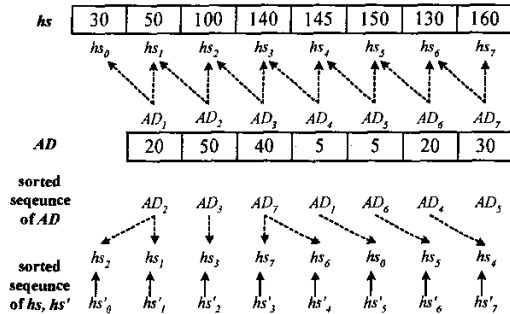 hs 30 50 100 140 145 150 130 160
hs₀ hs₁ hs₂ hs₃ hs₄ hs₅ hs₆ hs₇
AD₁ AD₂ AD₃ AD₄ AD₅ AD₆ AD₇
AD 20 50 40 5 5 20 30
sorted
seqeunce
of AD
AD₂ AD₃ AD₇ AD₁ AD₆ AD₄ AD₅
hs₂ hs₁ hs₃ hs₇ hs₆ hs₀ hs₅ hs₄
sorted
seqeunce
of hs, hs'
hs'₀ hs'₁ hs'₂ hs'₃ hs'₄ hs'₅ hs'₆ hs'₇